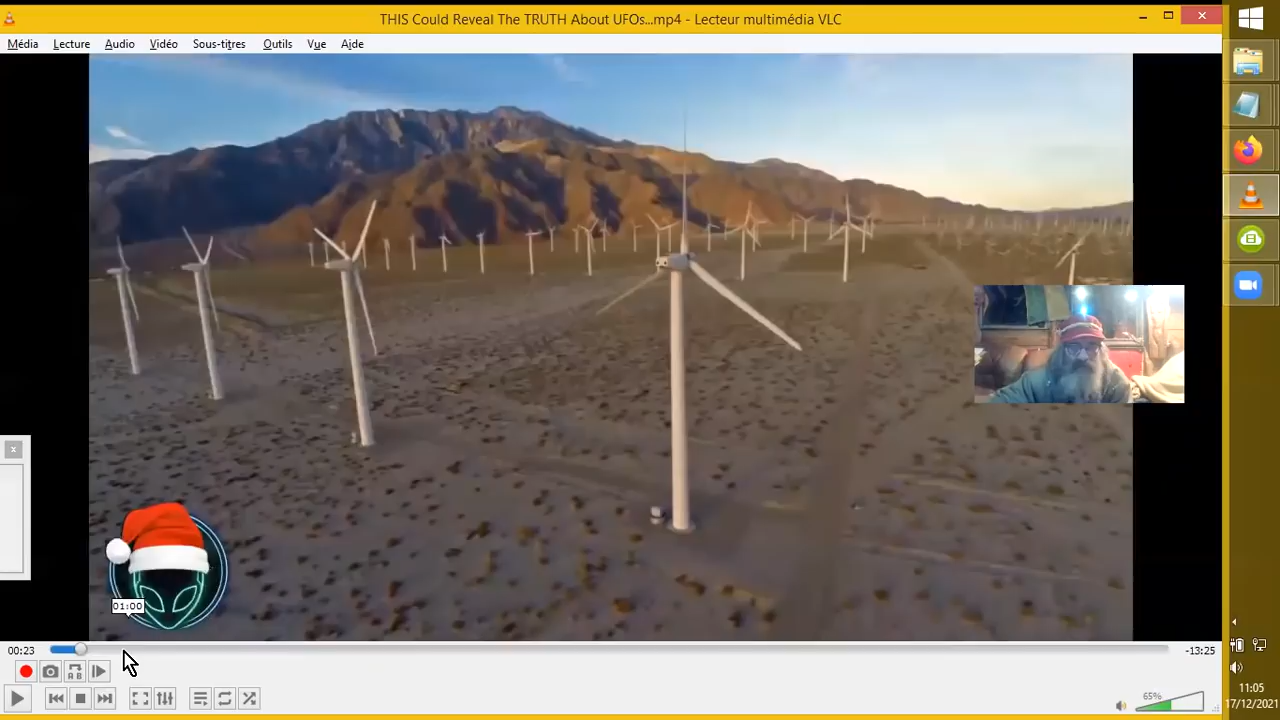 THIS Could Reveal The TRUTH About UFOs...mp4 - Lecteur multimédia VLC
Média Lecture Audio Vidéo Sous-titres Outils Vue Aide
01:00
00:23
-13:25
A B
65%
11:05
17/12/2021